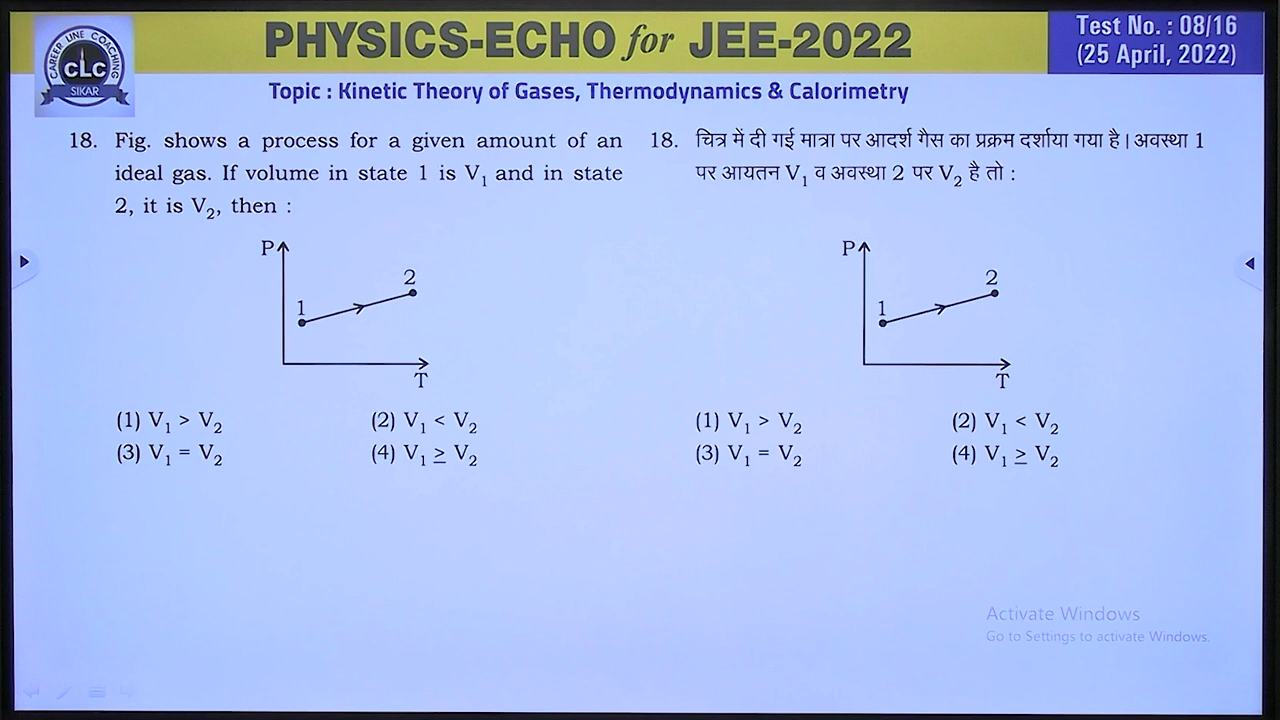 CAREER LINE COACHING
CLC
SIKAR
PHYSICS-ECHO for JEE-2022
Test No. : 08/16
(25 April, 2022)
Topic : Kinetic Theory of Gases, Thermodynamics & Calorimetry
18. Fig. shows a process for a given amount of an
ideal gas. If volume in state 1 is V₁ and in state
2, it is V₂, then :
P
2
1
T
(1) V₁ > V₂ (2) V₁ < V₂
(3) V₁ = V₂ (4) V₁ ≥ V₂
18. चित्र में दी गई मात्रा पर आदर्श गैस का प्रक्रम दर्शाया गया है। अवस्था 1
पर आयतन V₁ व अवस्था 2 पर V₂ है तो :
P
2
1
T
(1) V₁ > V₂ (2) V₁ < V₂
(3) V₁ = V₂ (4) V₁ ≥ V₂
Activate Windows
Go to Settings to activate Windows.